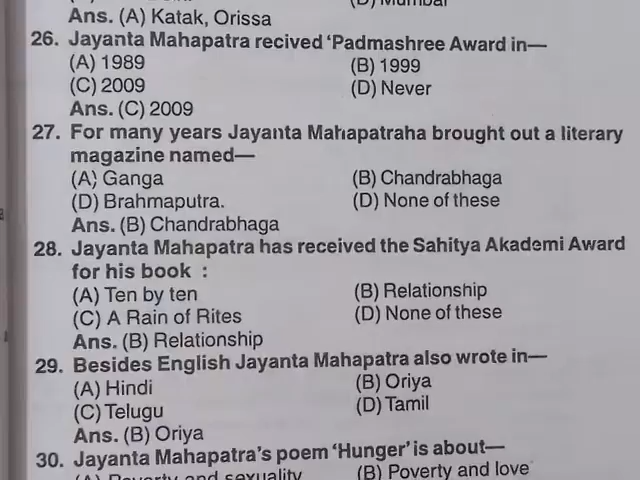 (D) Mumbai
Ans. (A) Katak, Orissa
26. Jayanta Mahapatra recived ‘Padmashree Award in—
(A) 1989 (B) 1999
(C) 2009 (D) Never
Ans. (C) 2009
27. For many years Jayanta Mahapatraha brought out a literary
magazine named—
(A) Ganga (B) Chandrabhaga
(D) Brahmaputra. (D) None of these
Ans. (B) Chandrabhaga
28. Jayanta Mahapatra has received the Sahitya Akademi Award
for his book :
(A) Ten by ten (B) Relationship
(C) A Rain of Rites (D) None of these
Ans. (B) Relationship
29. Besides English Jayanta Mahapatra also wrote in—
(A) Hindi (B) Oriya
(C) Telugu (D) Tamil
Ans. (B) Oriya
30. Jayanta Mahapatra’s poem ‘Hunger’ is about—
(A) Poverty and sexuality (B) Poverty and love